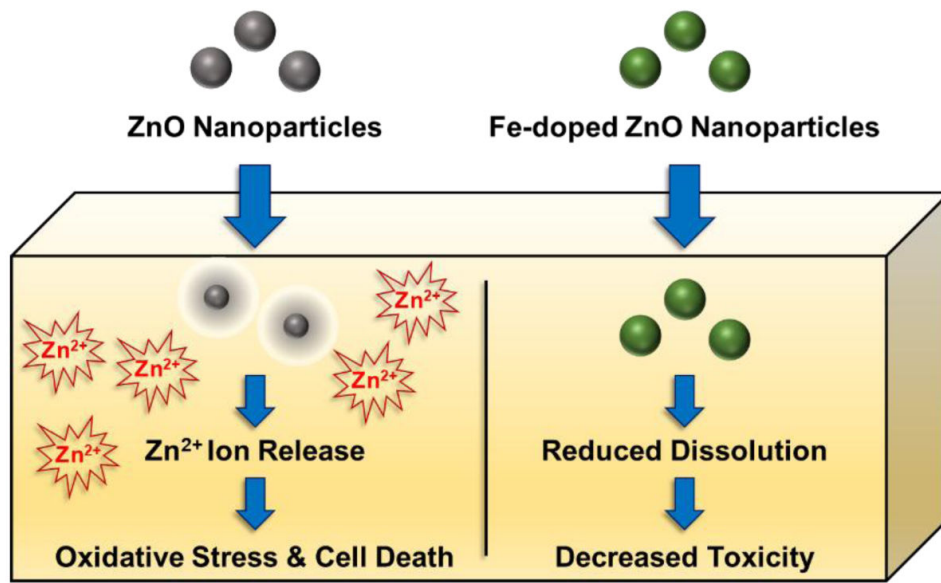 ZnO Nanoparticles
Fe-doped ZnO Nanoparticles
Zn²⁺
Zn²⁺
Zn²⁺
Zn²⁺
Zn²⁺
Zn²⁺ Ion Release
Oxidative Stress & Cell Death
Reduced Dissolution
Decreased Toxicity